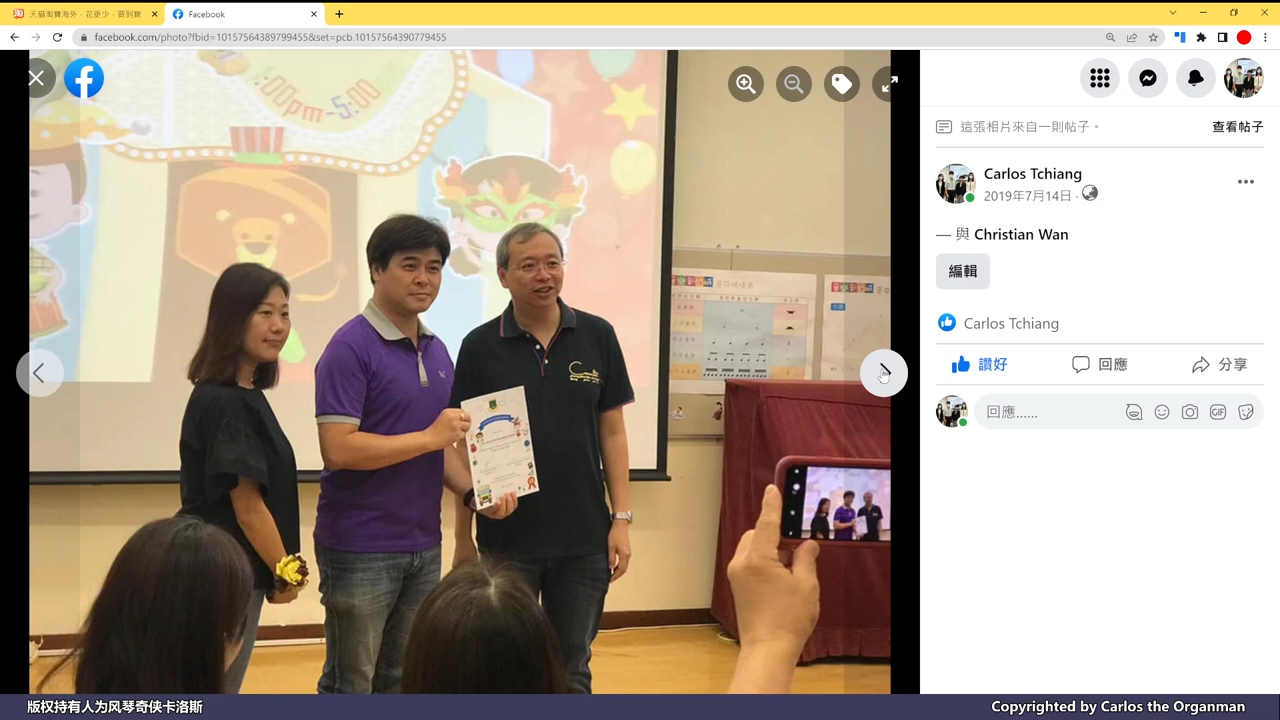 天貓淘寶海外，花更少，買到寶
Facebook
facebook.com/photo?fbid=10157564389799455&set=pcb.10157564390779455
:00pm-5:00
這張相片來自一則帖子。
查看帖子
Carlos Tchiang
2019年7月14日 ·
— 與 Christian Wan
編輯
Carlos Tchiang
讚好
回應
分享
回應......
GIF
版权持有人为风琴奇侠卡洛斯
Copyrighted by Carlos the Organman